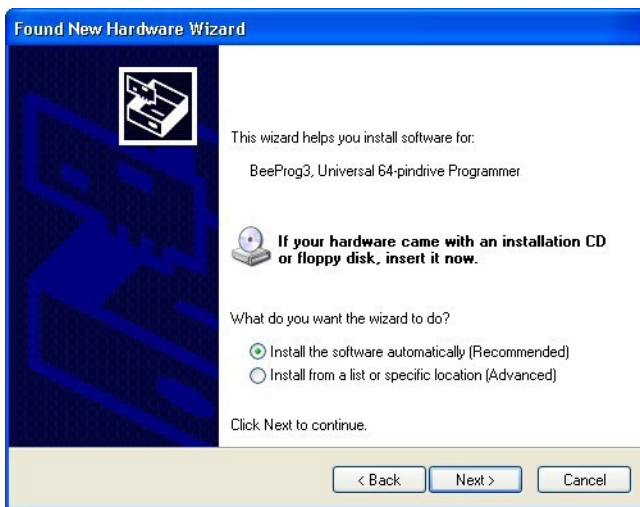 Found New Hardware Wizard
This wizard helps you install software for:
BeeProg3, Universal 64-pindrive Programmer
If your hardware came with an installation CD
or floppy disk, insert it now.
What do you want the wizard to do?
Install the software automatically (Recommended)
Install from a list or specific location (Advanced)
Click Next to continue.
< Back Next > Cancel